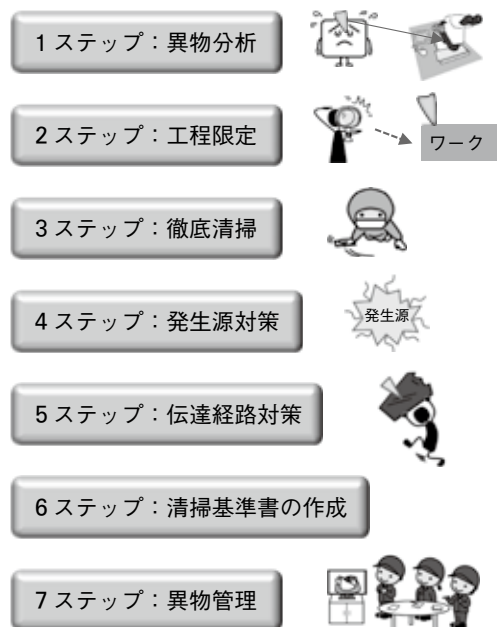 1 ステップ：異物分析
2 ステップ：工程限定
ワーク
3 ステップ：徹底清掃
4 ステップ：発生源対策
発生源
5 ステップ：伝達経路対策
6 ステップ：清掃基準書の作成
7 ステップ：異物管理